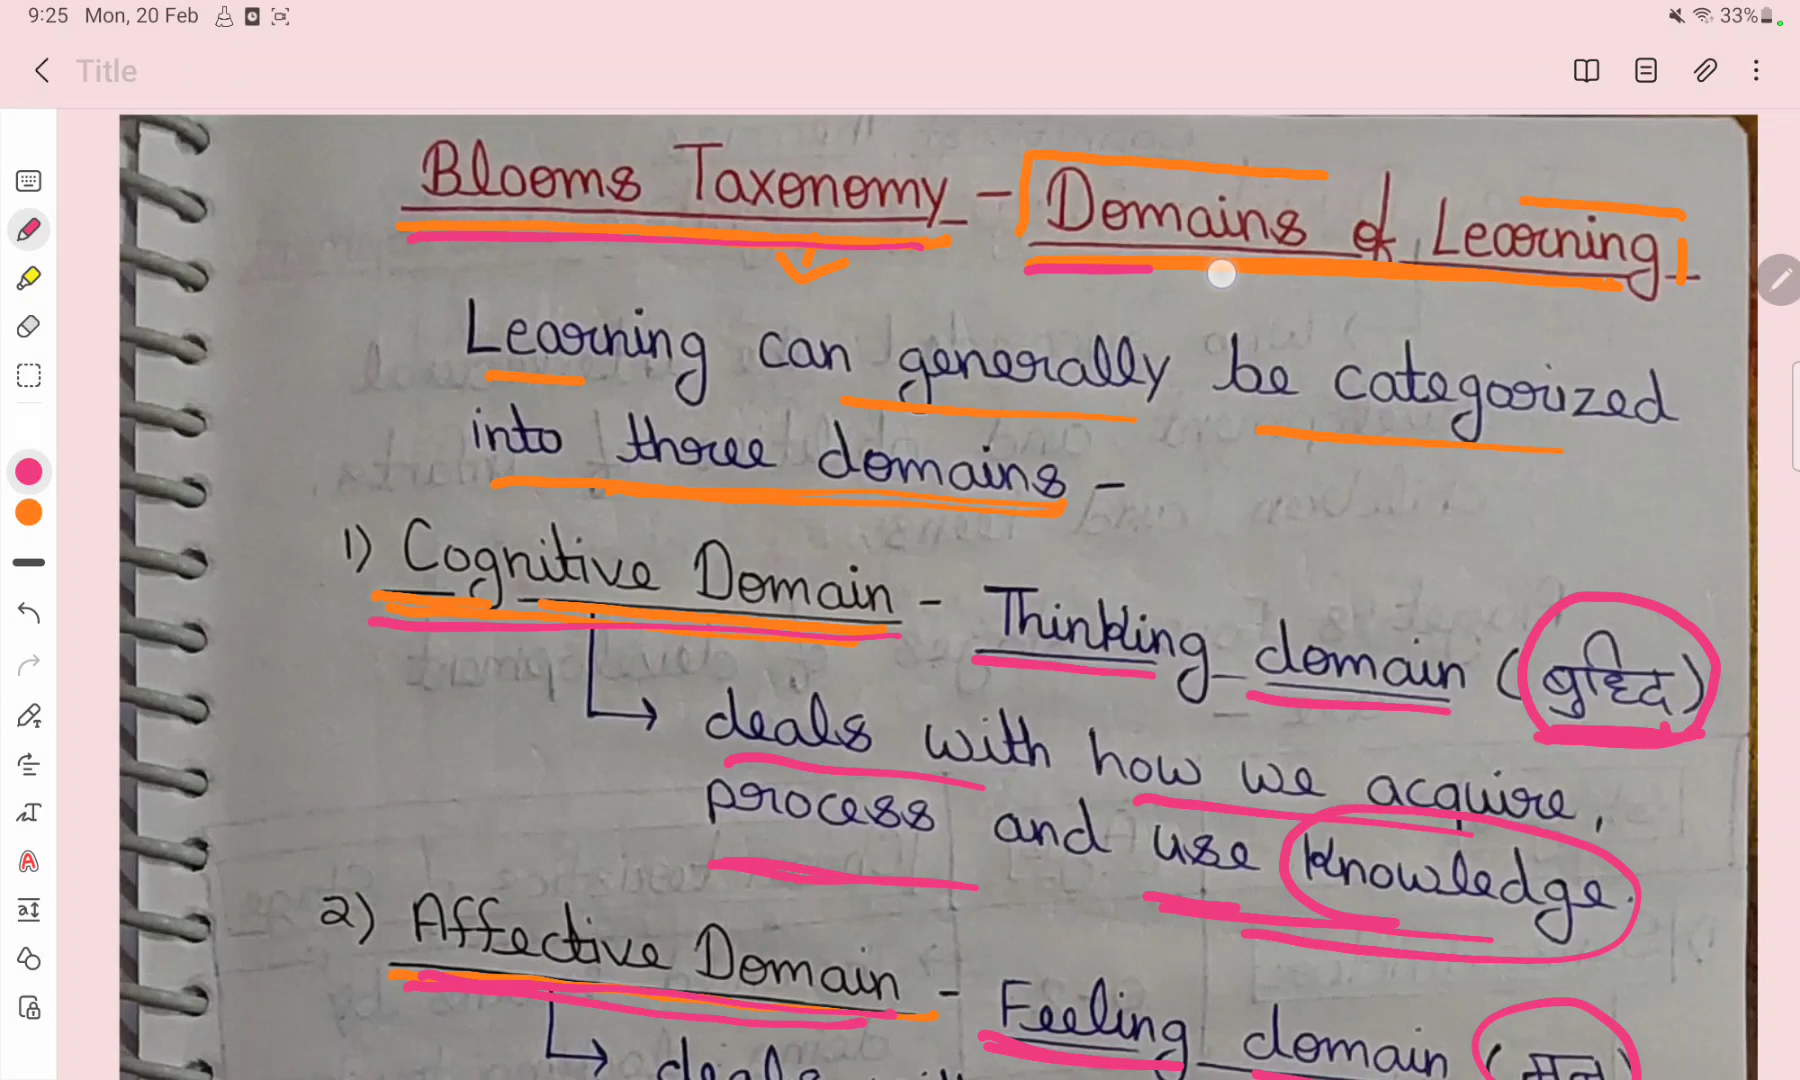 9:25 Mon, 20 Feb
33%
Title
Blooms Taxonomy - Domains of Learning
Learning can generally be categorized
into three domains -
1) Cognitive Domain - Thinking domain (बुद्धि)
deals with how we acquire,
process and use knowledge.
2) Affective Domain - Feeling domain (मन)
deals